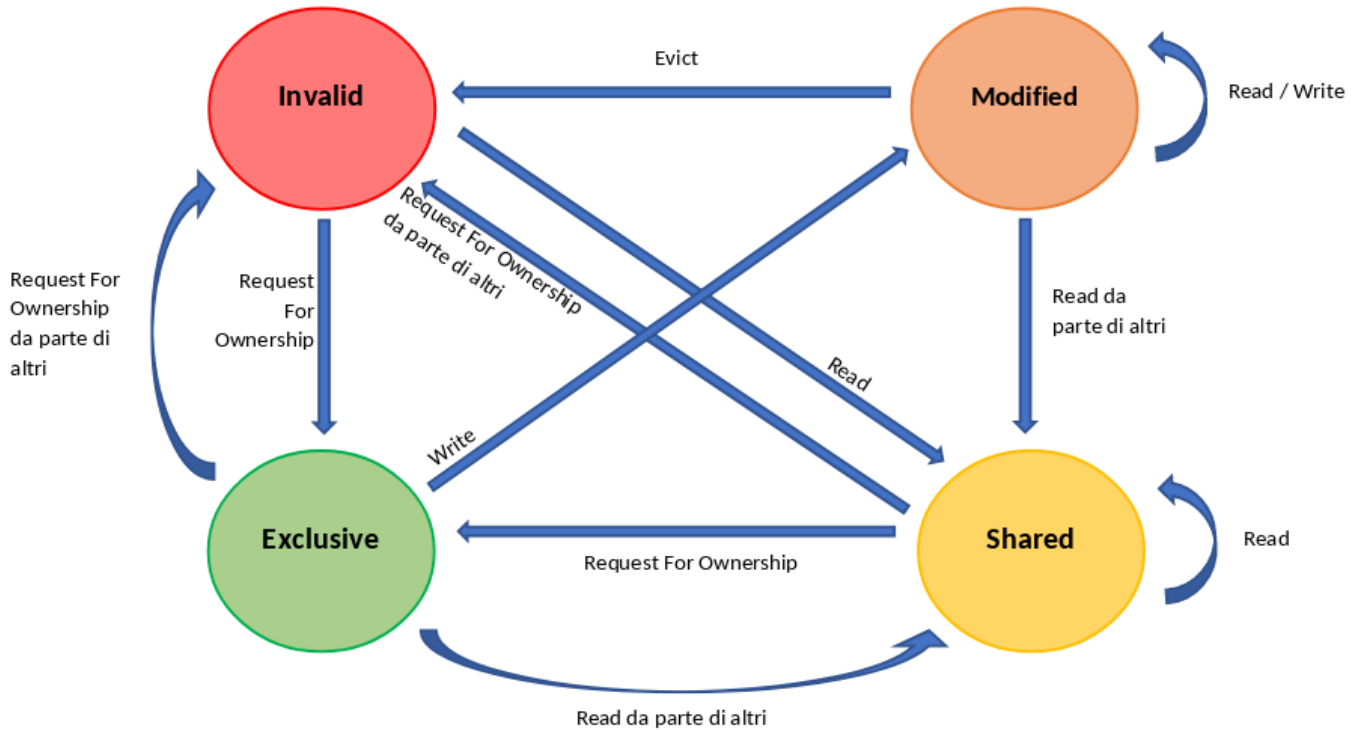 Evict
Invalid
Modified
Read / Write
Request For Ownership
da parte di altri
Request For
Ownership
da parte di
altri
Request
For
Ownership
Read da
parte di altri
Read
Write
Exclusive
Shared
Read
Request For Ownership
Read da parte di altri